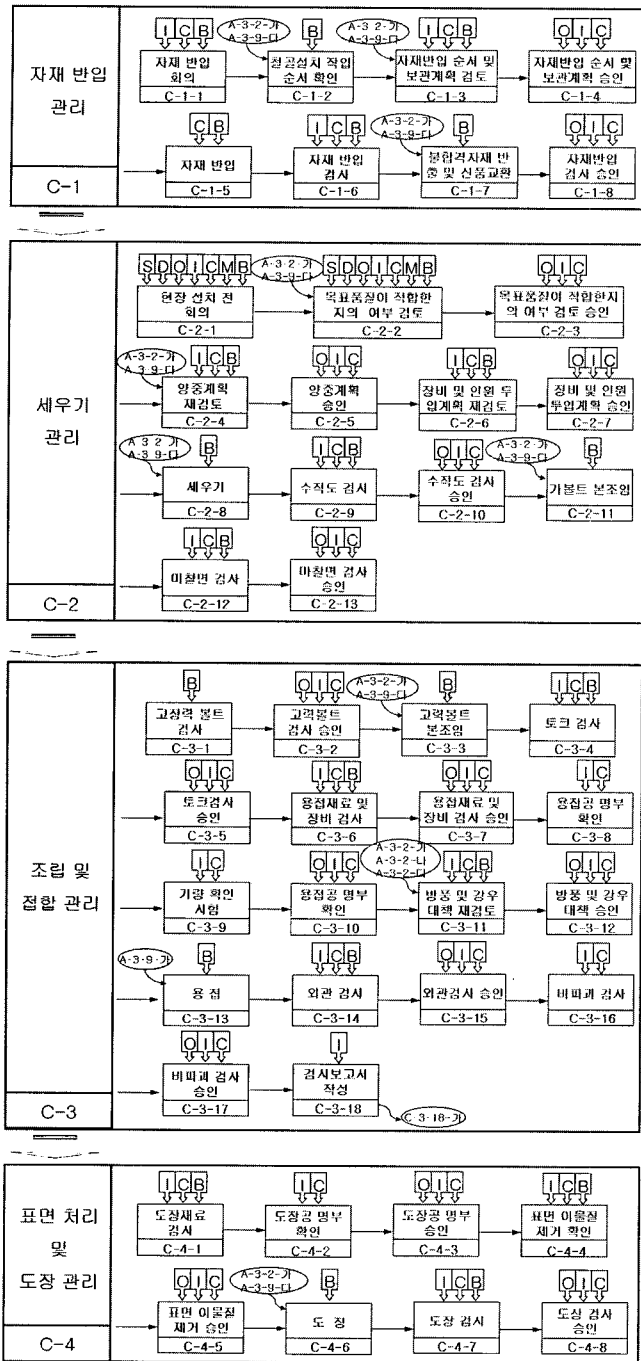 자재 반입
관리
C-1
I C B
자재 반입
회의
C-1-1
A-3-2-가
A-3-9-다
B
철골설치 작업
순서 확인
C-1-2
A-3-2-가
A-3-9-다
I C B
자재반입 순서 및
보관계획 검토
C-1-3
O I C
자재반입 순서 및
보관계획 승인
C-1-4
C B
자재 반입
C-1-5
I C B
자재 반입
검사
C-1-6
A-3-2-가
A-3-9-다
B
불합격자재 반
출 및 신품교환
C-1-7
O I C
자재반입
검사 승인
C-1-8
세우기
관리
C-2
S D O I C M B
현장 설치 전
회의
C-2-1
A-3-2-가
A-3-9-다
S D O I C M B
목표품질이 적합한
지의 여부 검토
C-2-2
O I C
목표품질이 적합한지
의 여부 검토 승인
C-2-3
A-3-2-가
A-3-9-다
I C B
양중계획
재검토
C-2-4
O I C
양중계획
승인
C-2-5
I C B
장비 및 인원 투
입계획 재검토
C-2-6
O I C
장비 및 인원
투입계획 승인
C-2-7
A-3-2-가
A-3-9-다
B
세우기
C-2-8
I C B
수직도 검사
C-2-9
O I C
수직도 검사
승인
C-2-10
A-3-2-가
A-3-9-다
B
가볼트 본조임
C-2-11
I C B
마찰면 검사
C-2-12
O I C
마찰면 검사
승인
C-2-13
조립 및
접합 관리
C-3
B
고장력 볼트
검사
C-3-1
O I C
고력볼트
검사 승인
C-3-2
A-3-2-가
A-3-9-다
B
고력볼트
본조임
C-3-3
I C B
토크 검사
C-3-4
O I C
토크검사
승인
C-3-5
I C B
용접재료 및
장비 검사
C-3-6
O I C
용접재료 및
장비 검사 승인
C-3-7
I C
용접공 명부
확인
C-3-8
I C
기량 확인
시험
C-3-9
O I C
용접공 명부
확인
C-3-10
A-3-2-가
A-3-2-나
A-3-2-다
I C B
방풍 및 강우
대책 재검토
C-3-11
O I C
방풍 및 강우
대책 승인
C-3-12
A-3-9-가
B
용 접
C-3-13
I C B
외관 검사
C-3-14
O I C
외관검사 승인
C-3-15
I C B
비파괴 검사
C-3-16
O I C
비파괴 검사
승인
C-3-17
I
검사보고서
작성
C-3-18
C-3-18-가
표면 처리
및
도장 관리
C-4
I C B
도장재료
검사
C-4-1
I C
도장공 명부
확인
C-4-2
O I C
도장공 명부
승인
C-4-3
I C B
표면 이물질
제거 확인
C-4-4
O I C
표면 이물질
제거 승인
C-4-5
A-3-2-가
A-3-9-다
B
도 장
C-4-6
I C B
도장 검사
C-4-7
O I C
도장 검사
승인
C-4-8